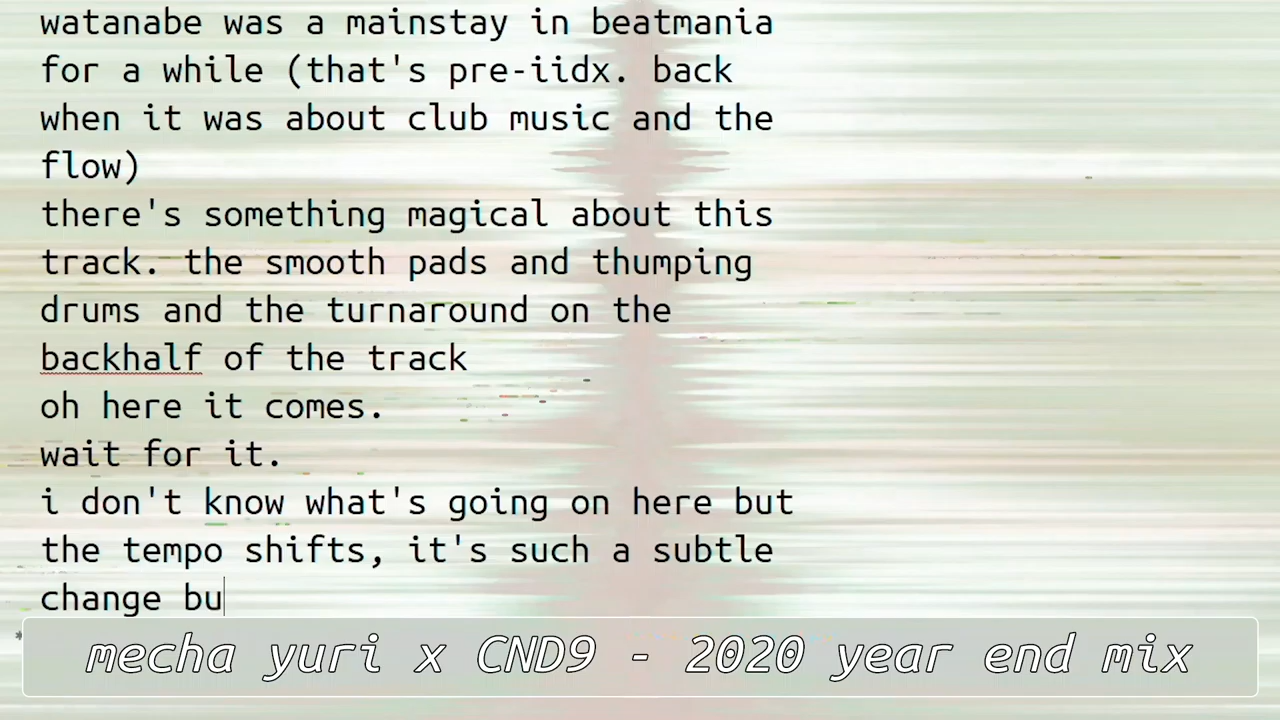 watanabe was a mainstay in beatmania
for a while (that's pre-iidx. back
when it was about club music and the
flow)
there's something magical about this
track. the smooth pads and thumping
drums and the turnaround on the
backhalf of the track
oh here it comes.
wait for it.
i don't know what's going on here but
the tempo shifts, it's such a subtle
change bu
mecha yuri x CND9 - 2020 year end mix